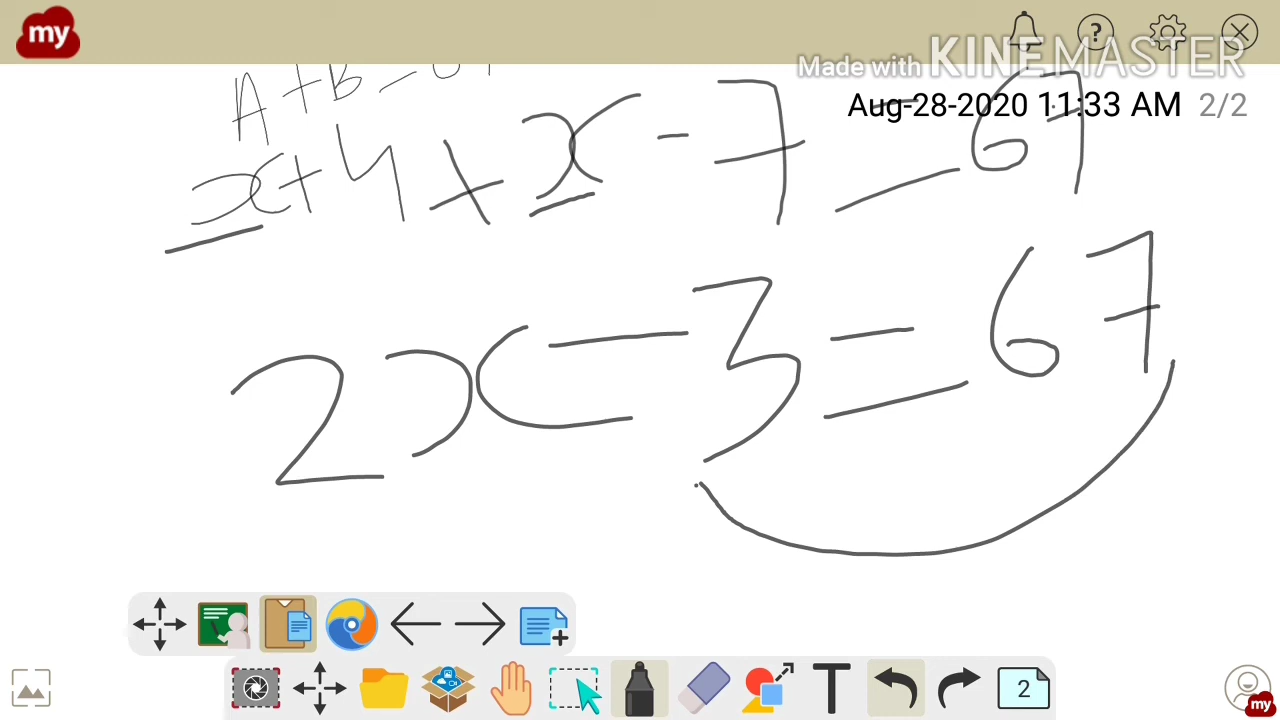 my
Made with KINEMASTER
Aug-28-2020 11:33 AM 2/2
x+4+x-7=67
2x-3=67
T
2
my